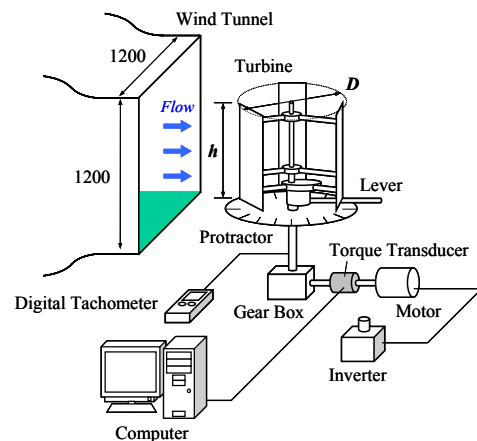 Wind Tunnel
1200
Turbine
D
Flow
h
1200
Lever
Protractor
Torque Transducer
Digital Tachometer
Gear Box
Motor
Inverter
Computer